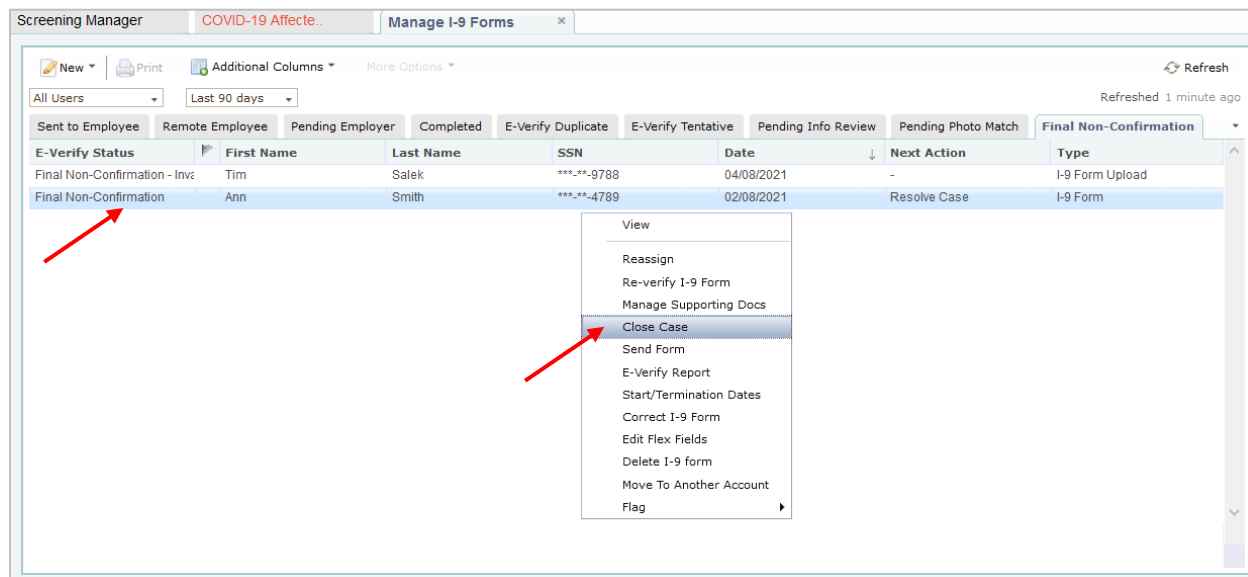 Screening Manager COVID-19 Affecte.. Manage I-9 Forms ×
New Print Additional Columns More Options Refresh
All Users Last 90 days Refreshed 1 minute ago
Sent to Employee Remote Employee Pending Employer Completed E-Verify Duplicate E-Verify Tentative Pending Info Review Pending Photo Match Final Non-Confirmation
E-Verify Status First Name Last Name SSN Date ↓ Next Action Type
Final Non-Confirmation - Inva Tim Salek ***-**-9788 04/08/2021 - I-9 Form Upload
Final Non-Confirmation Ann Smith ***-**-4789 02/08/2021 Resolve Case I-9 Form
View
Reassign
Re-verify I-9 Form
Manage Supporting Docs
Close Case
Send Form
E-Verify Report
Start/Termination Dates
Correct I-9 Form
Edit Flex Fields
Delete I-9 form
Move To Another Account
Flag